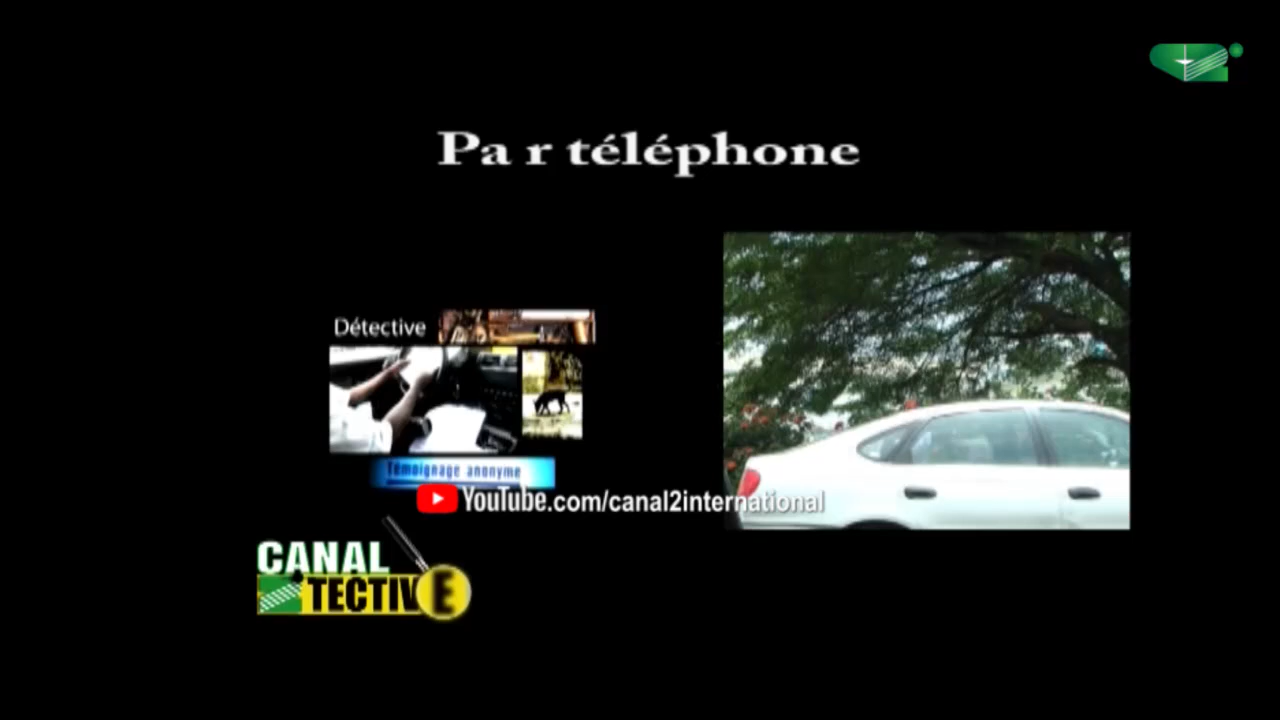 Pa r téléphone
Détective
Témoignage anonyme
YouTube.com/canal2international
CANAL
TECTIVE